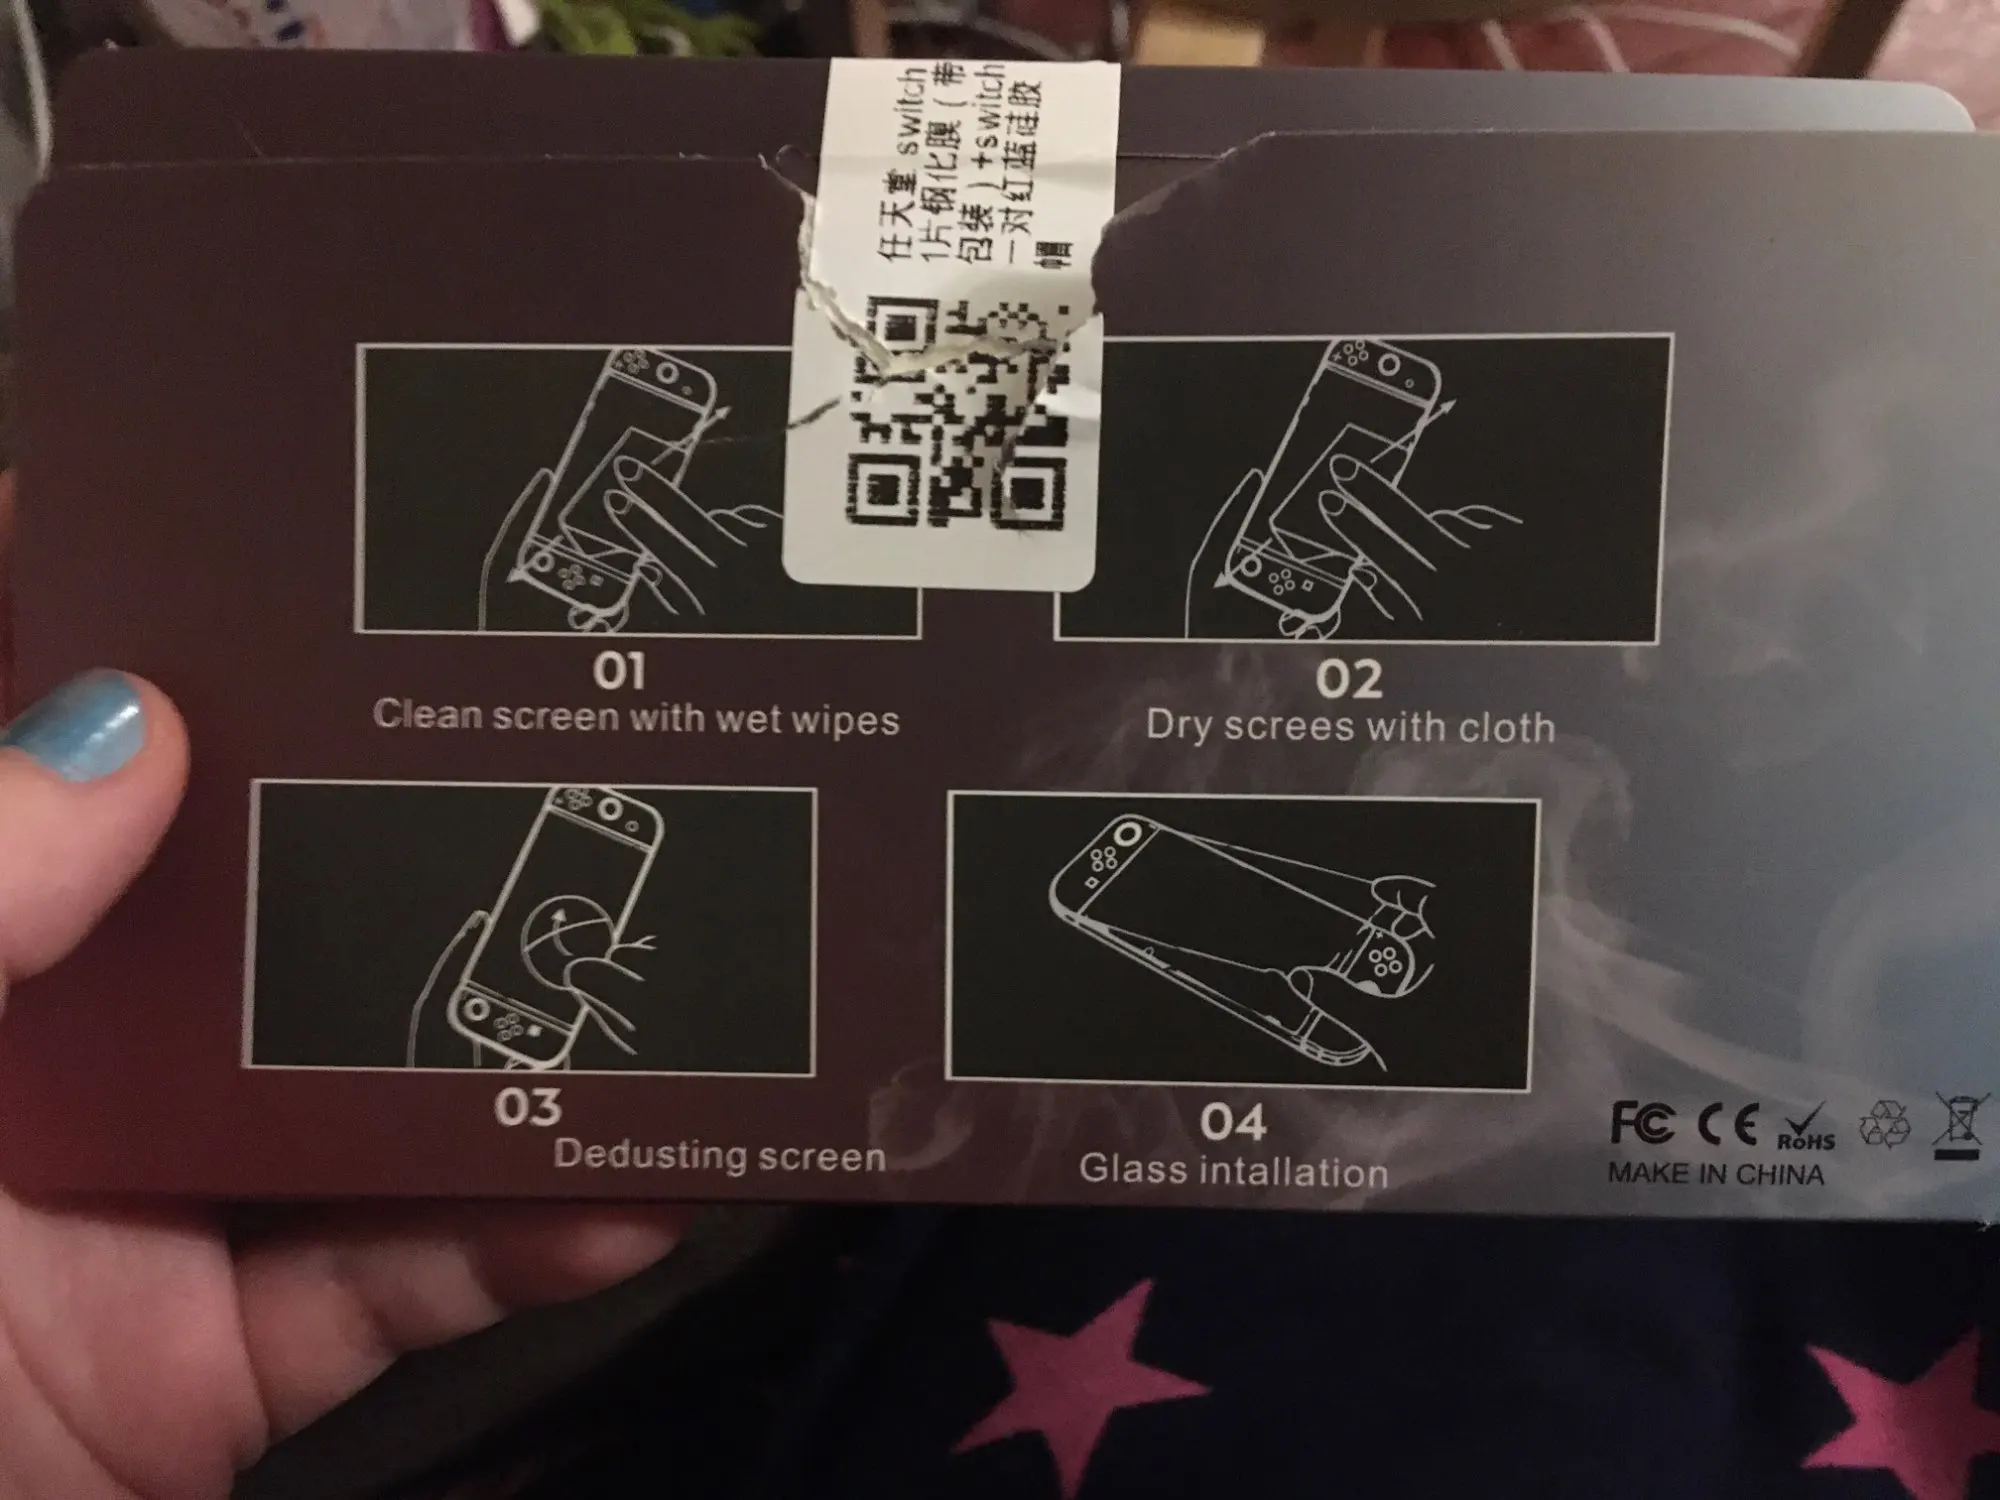 任天堂 switch
1片钢化膜（带
包装）+switch
一对红蓝硅胶
帽
01
Clean screen with wet wipes
02
Dry screes with cloth
03
Dedusting screen
04
Glass intallation
FC CE RoHS
MAKE IN CHINA